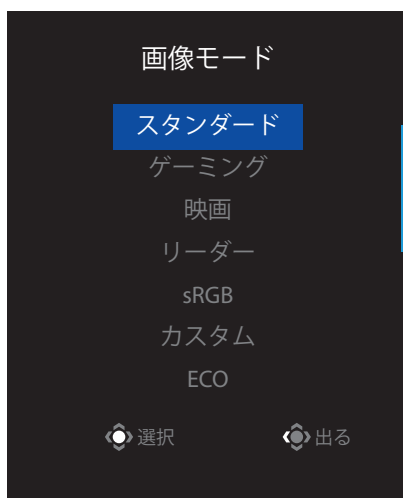 画像モード
スタンダード
ゲーミング
映画
リーダー
sRGB
カスタム
ECO
選択 出る